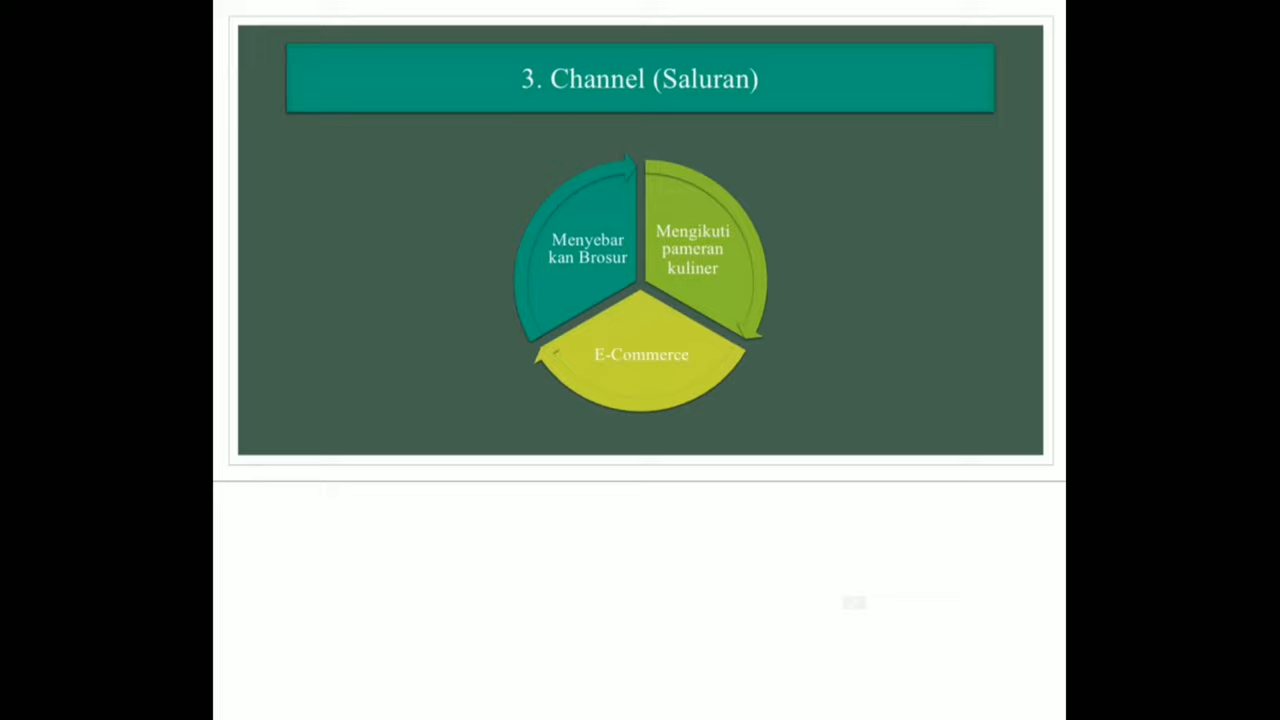 3. Channel (Saluran)
Menyebar
kan Brosur
Mengikuti
pameran
kuliner
E-Commerce